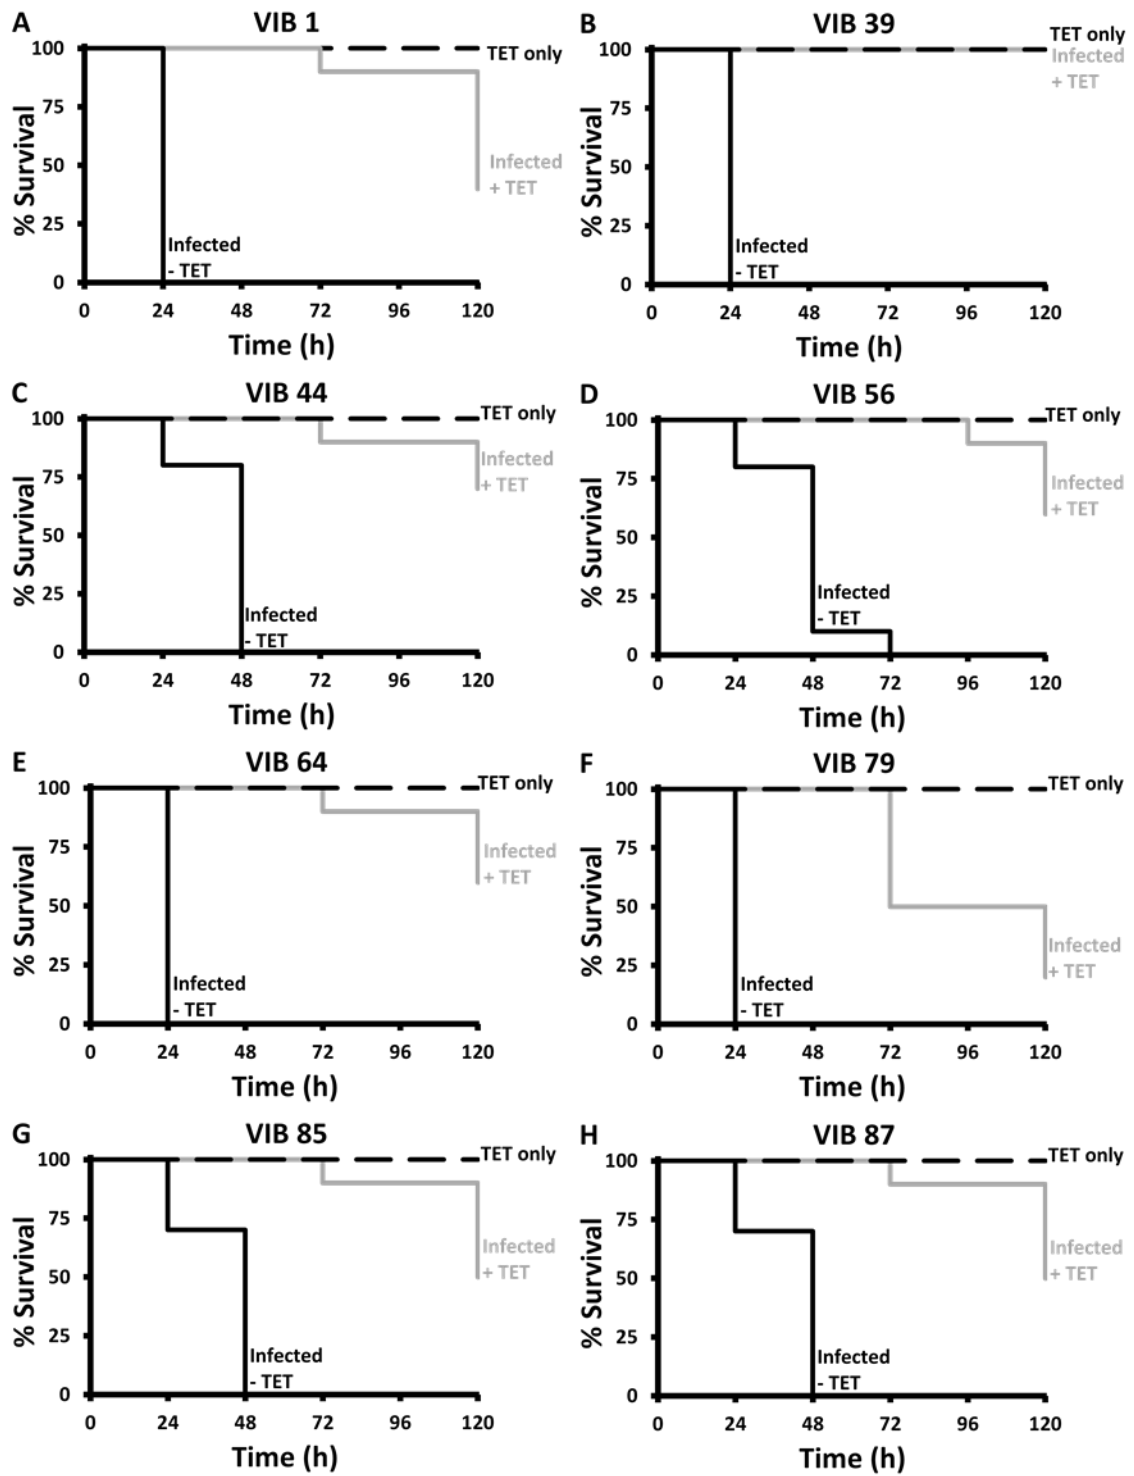 A
VIB 1
% Survival
100
75
50
25
0
TET only
Infected
+ TET
Infected
- TET
0 24 48 72 96 120
Time (h)
B
VIB 39
% Survival
100
75
50
25
0
TET only
Infected
+ TET
Infected
- TET
0 24 48 72 96 120
Time (h)
C
VIB 44
% Survival
100
75
50
25
0
TET only
Infected
+ TET
Infected
- TET
0 24 48 72 96 120
Time (h)
D
VIB 56
% Survival
100
75
50
25
0
TET only
Infected
+ TET
Infected
- TET
0 24 48 72 96 120
Time (h)
E
VIB 64
% Survival
100
75
50
25
0
TET only
Infected
+ TET
Infected
- TET
0 24 48 72 96 120
Time (h)
F
VIB 79
% Survival
100
75
50
25
0
TET only
Infected
+ TET
Infected
- TET
0 24 48 72 96 120
Time (h)
G
VIB 85
% Survival
100
75
50
25
0
TET only
Infected
+ TET
Infected
- TET
0 24 48 72 96 120
Time (h)
H
VIB 87
% Survival
100
75
50
25
0
TET only
Infected
+ TET
Infected
- TET
0 24 48 72 96 120
Time (h)